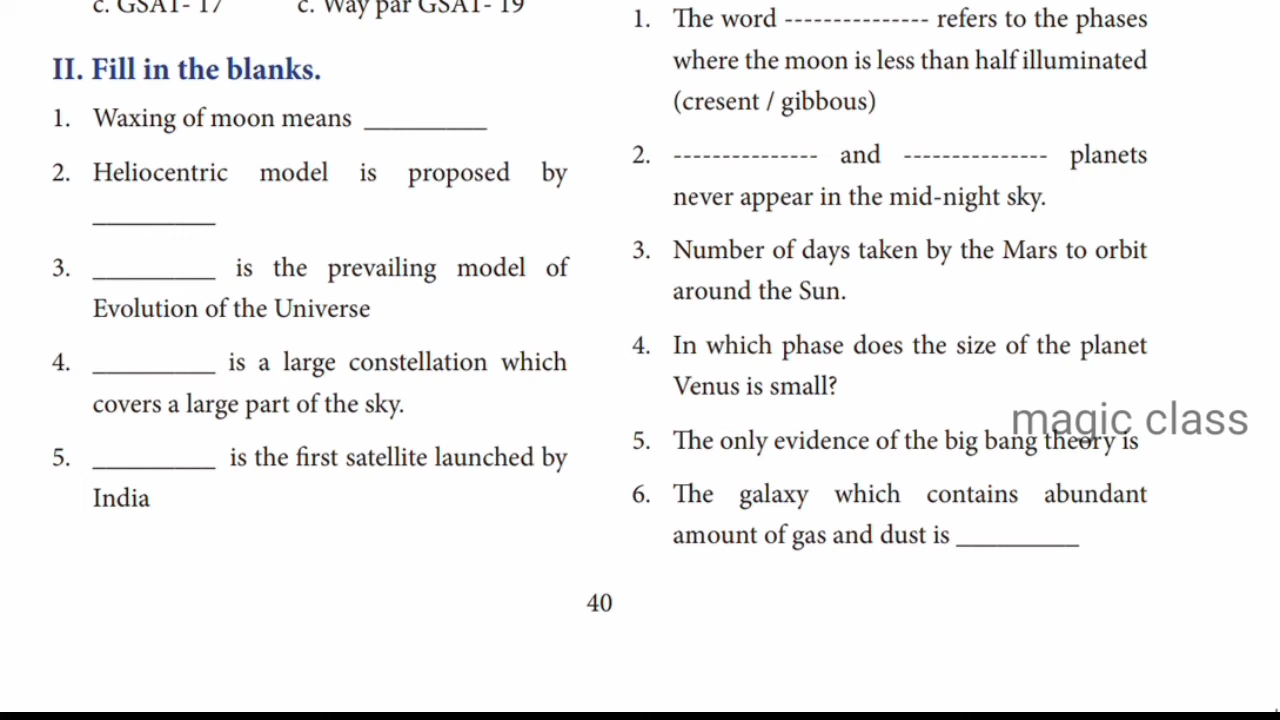 c. GSAT- 17 c. Way par GSAT- 19
II. Fill in the blanks.
1. Waxing of moon means _________
2. Heliocentric model is proposed by
_________
3. _________ is the prevailing model of
Evolution of the Universe
4. _________ is a large constellation which
covers a large part of the sky.
5. _________ is the first satellite launched by
India
1. The word --------------- refers to the phases
where the moon is less than half illuminated
(cresent / gibbous)
2. --------------- and --------------- planets
never appear in the mid-night sky.
3. Number of days taken by the Mars to orbit
around the Sun.
4. In which phase does the size of the planet
Venus is small?
magic class
5. The only evidence of the big bang theory is
6. The galaxy which contains abundant
amount of gas and dust is _________
40